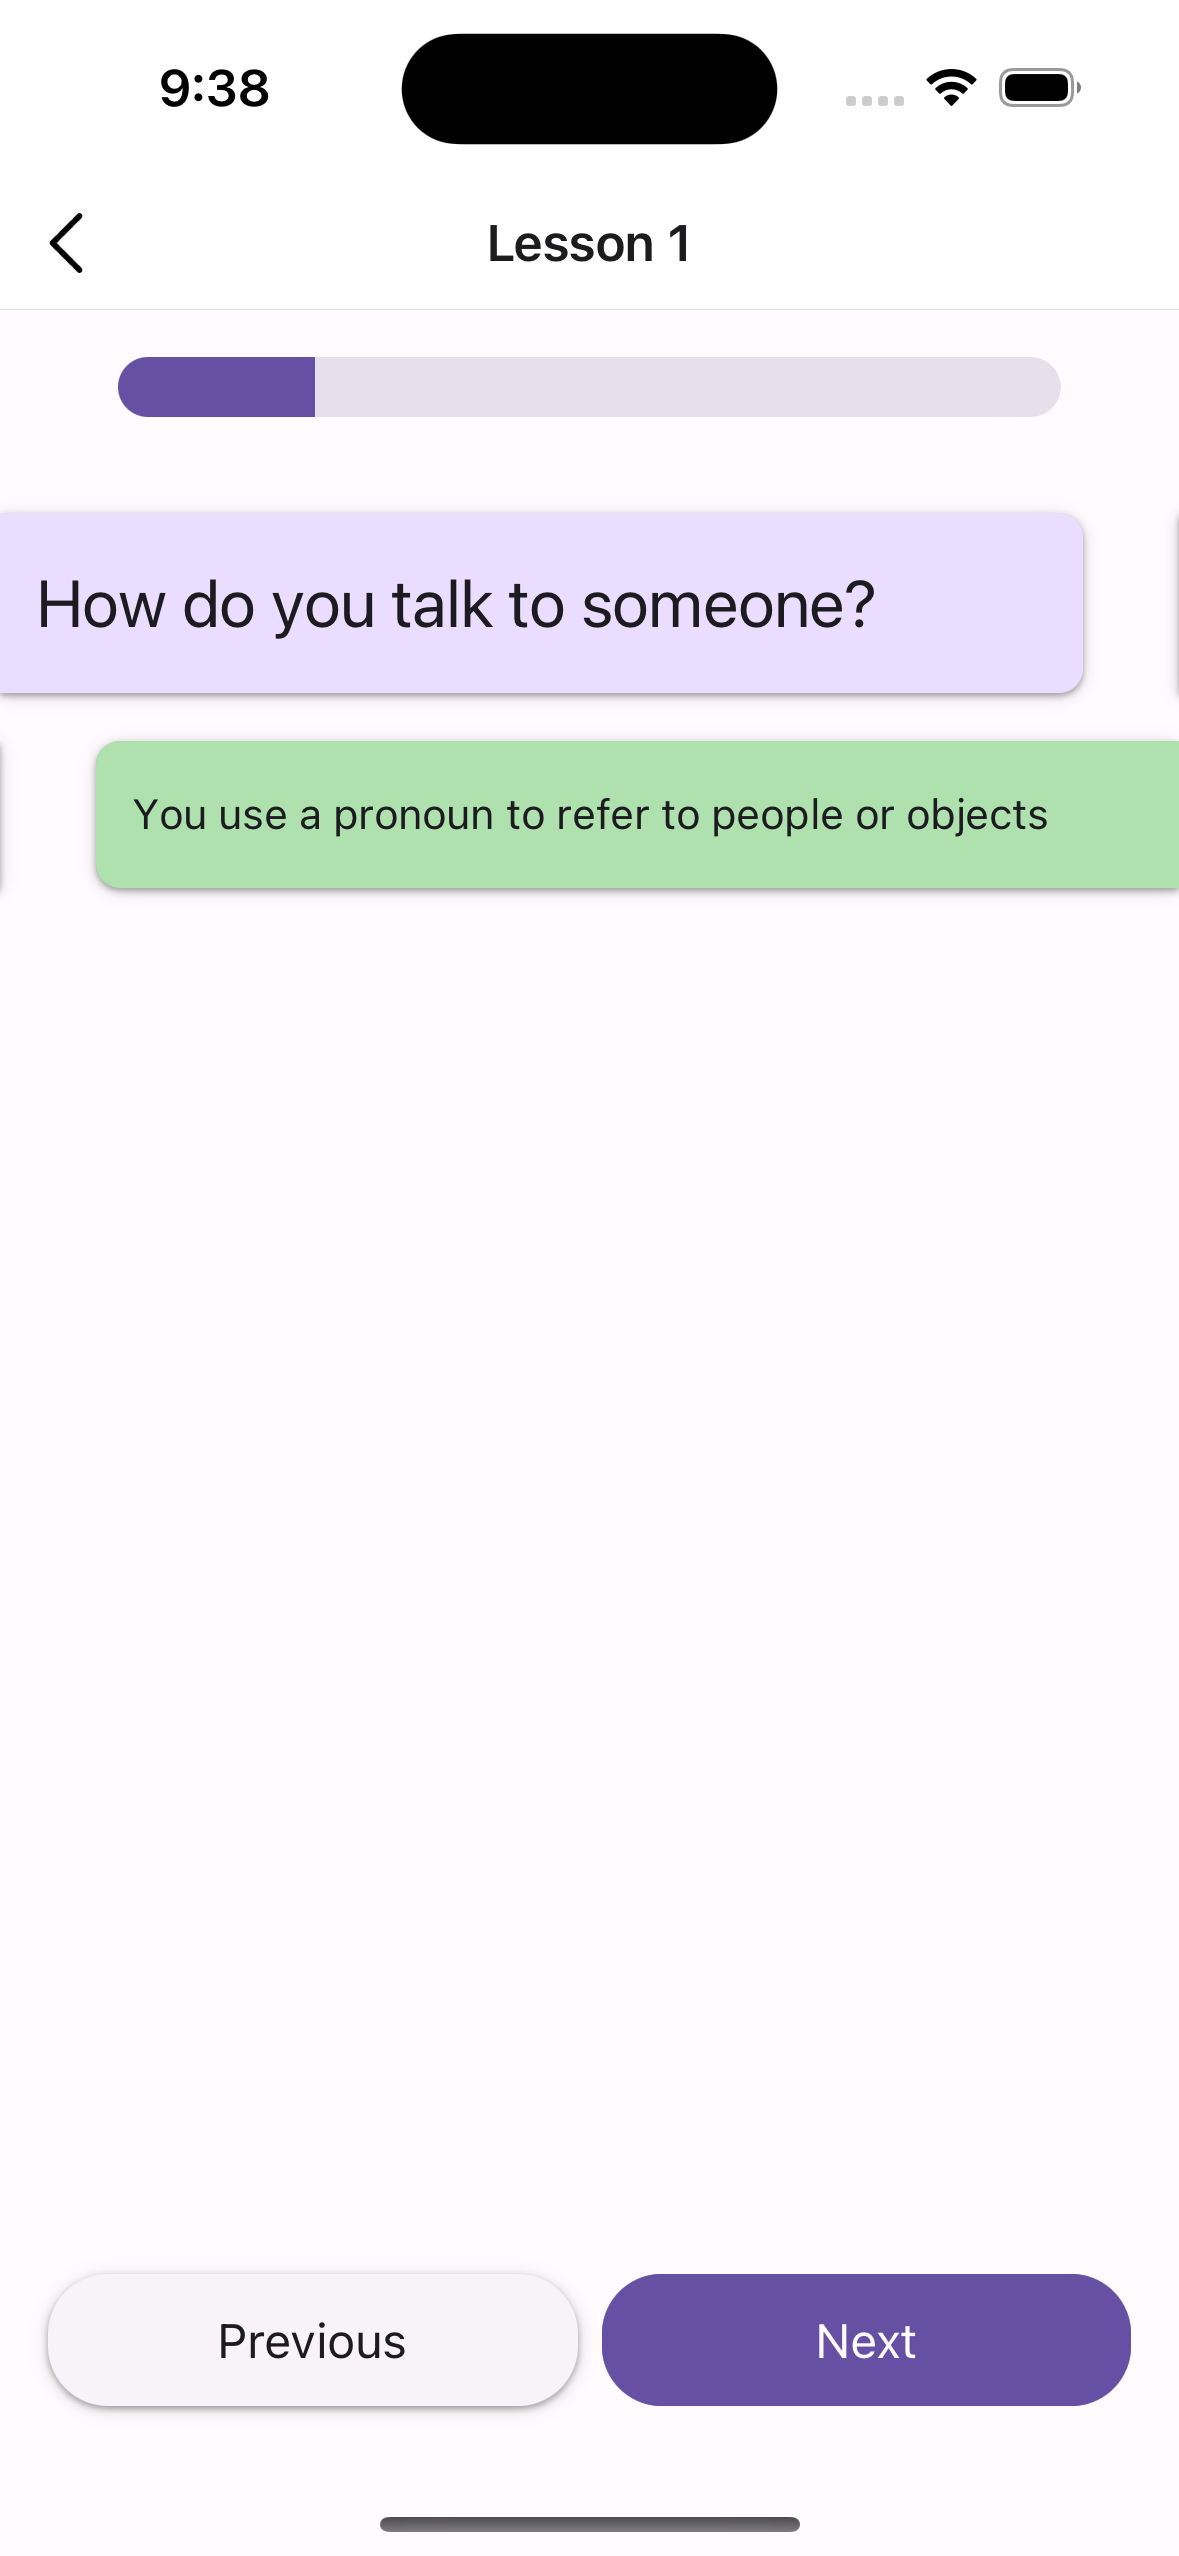 9:38
Lesson 1
How do you talk to someone?
You use a pronoun to refer to people or objects
Previous
Next